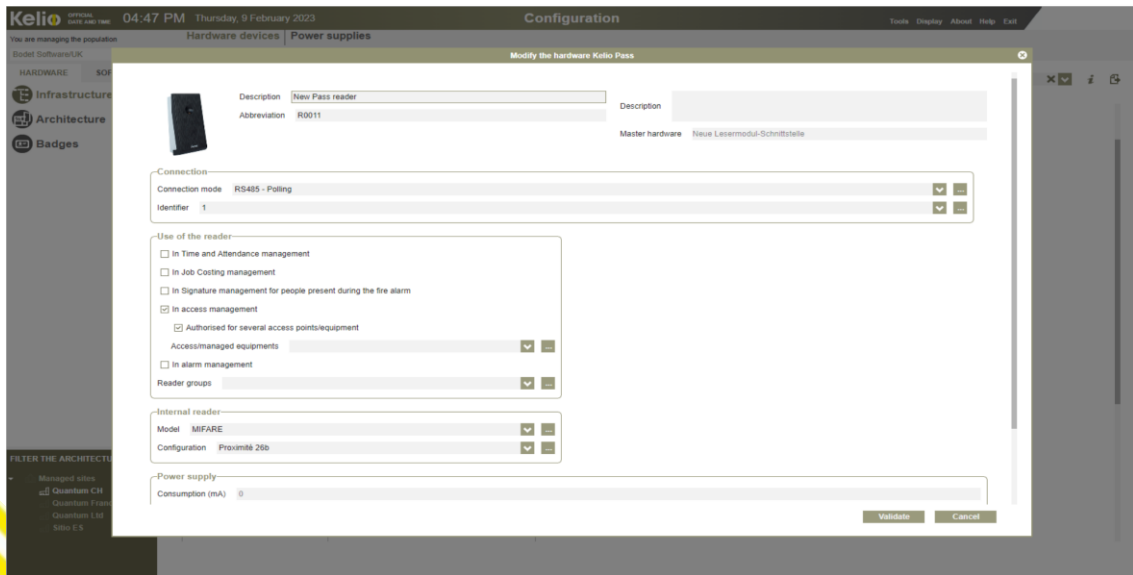 Kelio OFFICIAL DATE AND TIME 04:47 PM Thursday, 9 February 2023 Configuration Tools Display About Help Exit
You are managing the population Hardware devices Power supplies
Bodet Software/UK
Modify the hardware Kelio Pass
HARDWARE SOF
Infrastructure
Architecture
Badges
Description New Pass reader
Abbreviation R0011
Description
Master hardware Neue Lesermodul-Schnittstelle
Connection
Connection mode RS485 - Polling
Identifier 1
Use of the reader
In Time and Attendance management
In Job Costing management
In Signature management for people present during the fire alarm
In access management
Authorised for several access points/equipment
Access/managed equipments
In alarm management
Reader groups
Internal reader
Model MIFARE
Configuration Proximité 26b
Power supply
Consumption (mA) 0
Validate Cancel
FILTER THE ARCHITECTU
Managed sites
Quantum CH
Quantum Franc
Quantum Ltd
Sitio ES